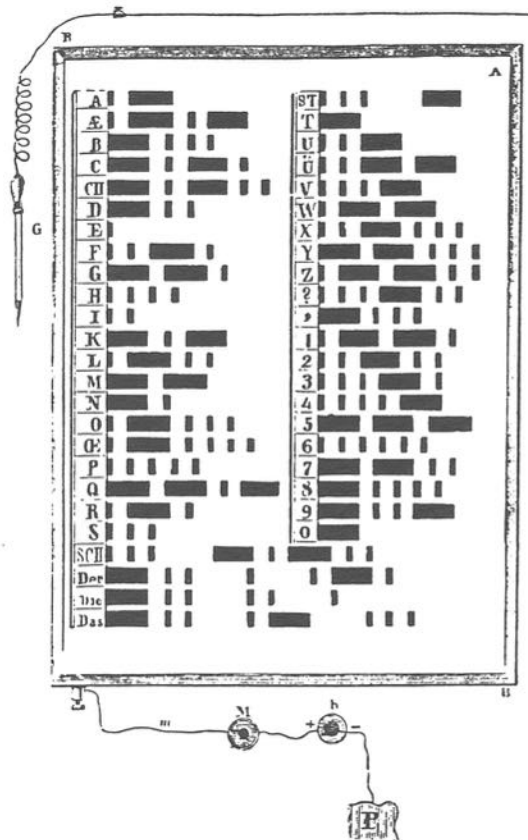 A
A
Æ
B
C
CH
D
E
F
G
H
I
K
L
M
N
O
Œ
P
Q
R
S
SCH
Der
Die
Das
ST
T
U
Ü
V
W
X
Y
Z
?
,
1
2
3
4
5
6
7
8
9
0
G
B
m
M
+ −
P